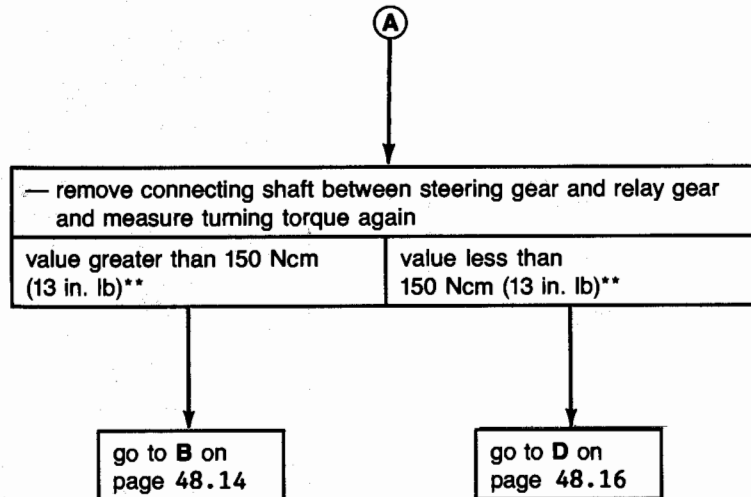 A
— remove connecting shaft between steering gear and relay gear
and measure turning torque again
value greater than 150 Ncm
(13 in. lb)**
value less than
150 Ncm (13 in. lb)**
go to B on
page 48.14
go to D on
page 48.16